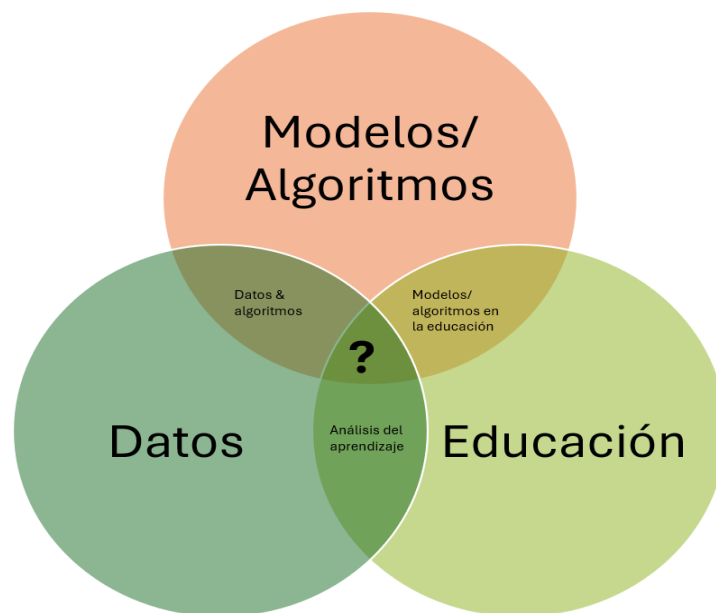 Modelos/
Algoritmos
Datos &
algoritmos
Modelos/
algoritmos en
la educación
?
Datos
Análisis del
aprendizaje
Educación